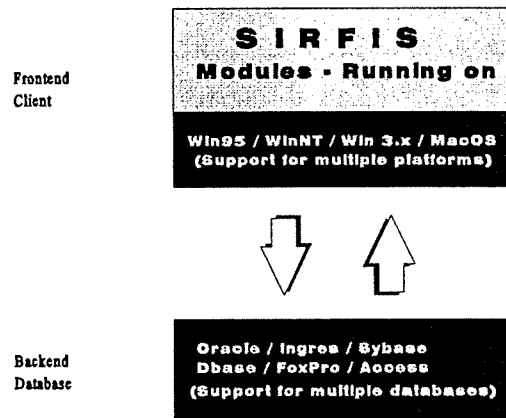 Frontend
Client
S I R F I S
Modules - Running on
Win95 / WinNT / Win 3.x / MacOS
(Support for multiple platforms)
Backend
Database
Oracle / Ingres / Sybase
Dbase / FoxPro / Access
(Support for multiple databases)